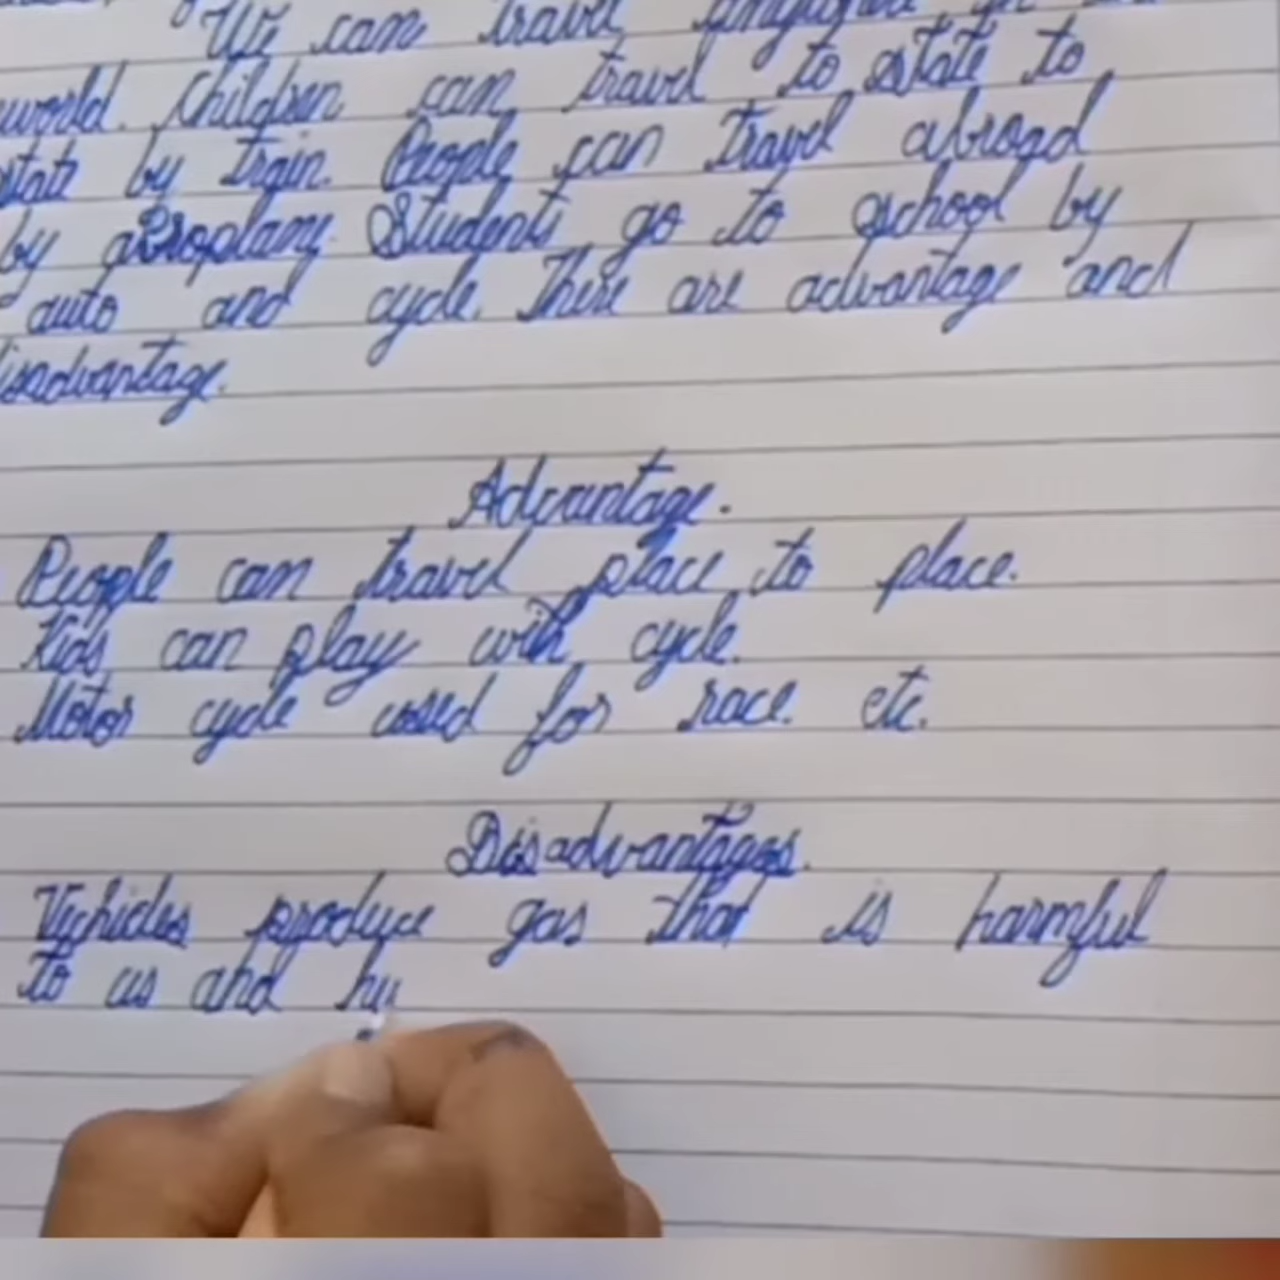 We can travel anywhere in
world. Children can travel to state to
state by train. People can travel abroad
by aeroplane. Students go to school by
auto and cycle. There are advantage and
disadvantage.
Advantage.
People can travel place to place.
Kids can play with cycle.
Motor cycle used for race. etc.
Disadvantages.
Vehicles produce gas that is harmful
to us and hu